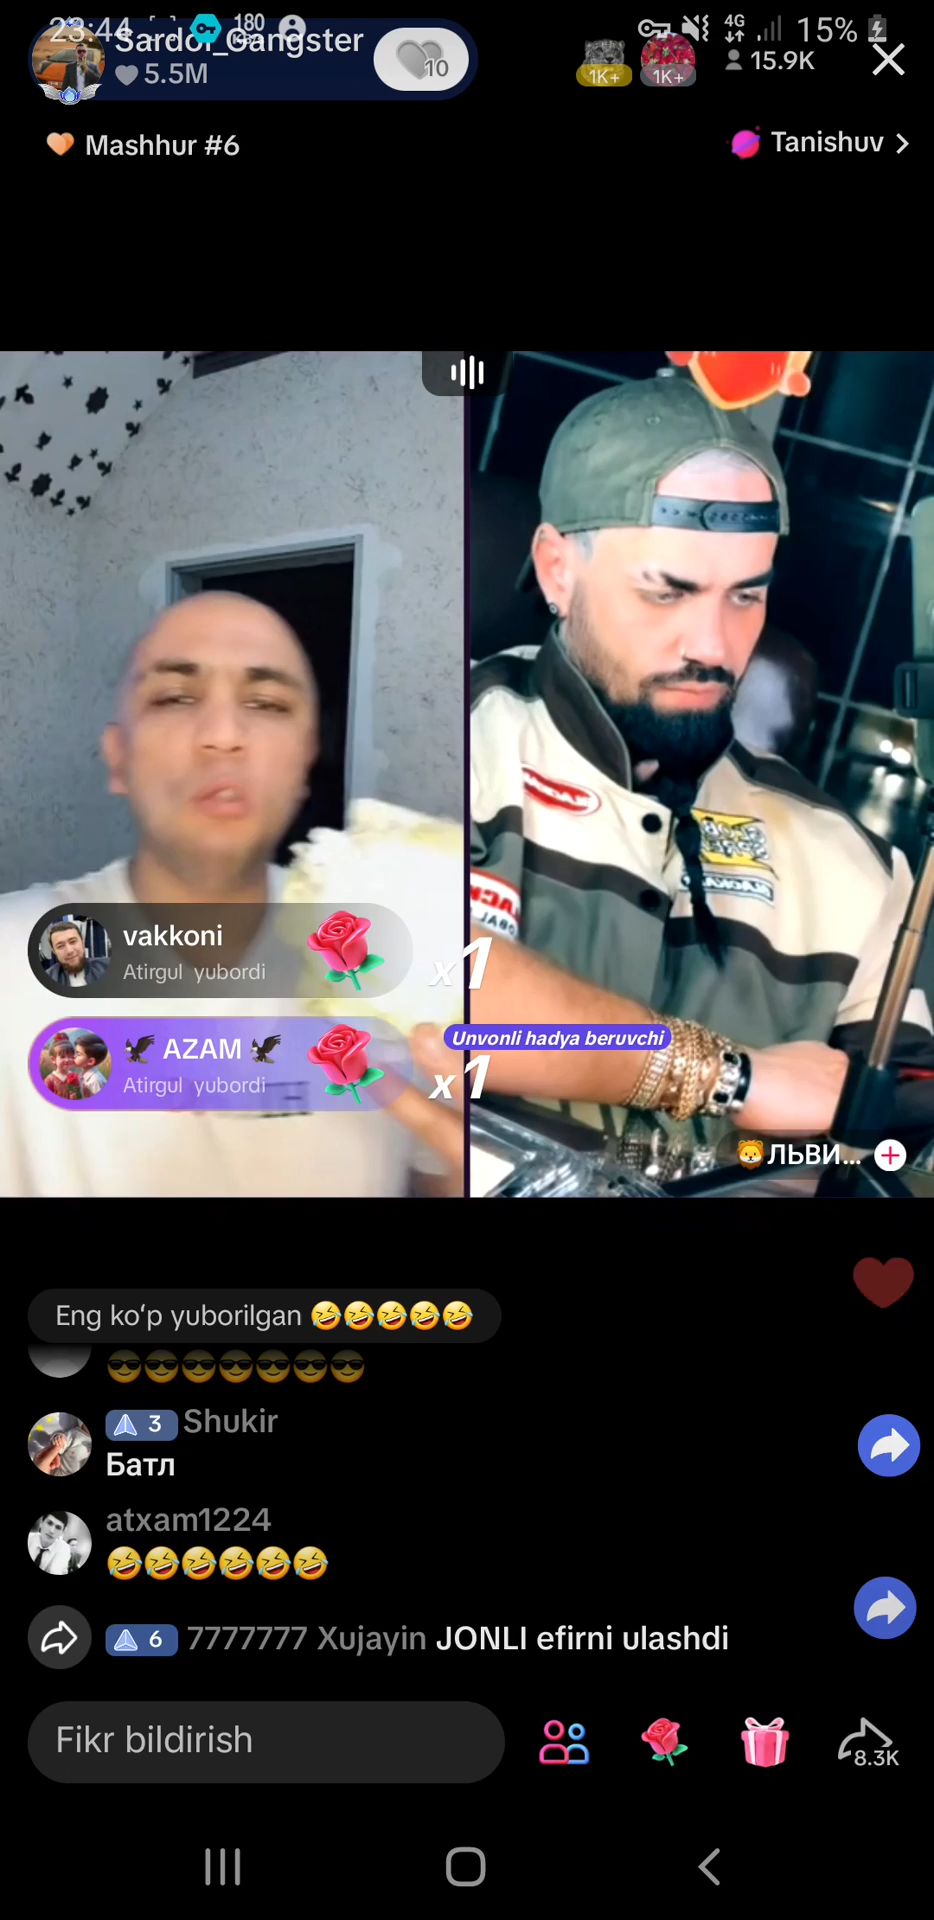 23:44
180
4G
15%
Sardor_Gangster
5.5M
10
1K+
1K+
15.9K
Mashhur #6
Tanishuv
vakkoni
Atirgul yubordi
x1
AZAM
Atirgul yubordi
Unvonli hadya beruvchi
x1
ЛЬВИ...
Eng ko‘p yuborilgan 🤣🤣🤣🤣🤣
😎😎😎😎😎😎😎
3 Shukir
Батл
atxam1224
🤣🤣🤣🤣🤣🤣
6 7777777 Xujayin JONLI efirni ulashdi
Fikr bildirish
8.3K